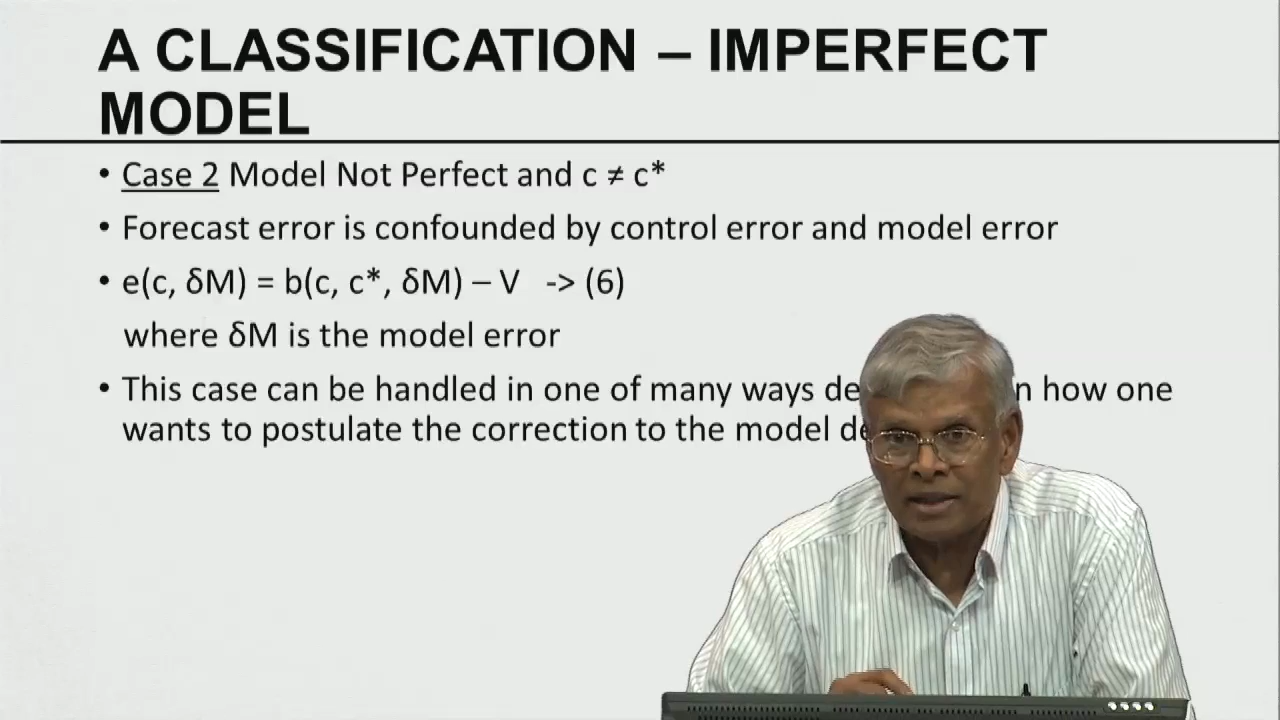 A CLASSIFICATION – IMPERFECT
MODEL
• Case 2 Model Not Perfect and c ≠ c*
• Forecast error is confounded by control error and model error
• e(c, δM) = b(c, c*, δM) – V -> (6)
where δM is the model error
• This case can be handled in one of many ways how one
wants to postulate the correction to the model